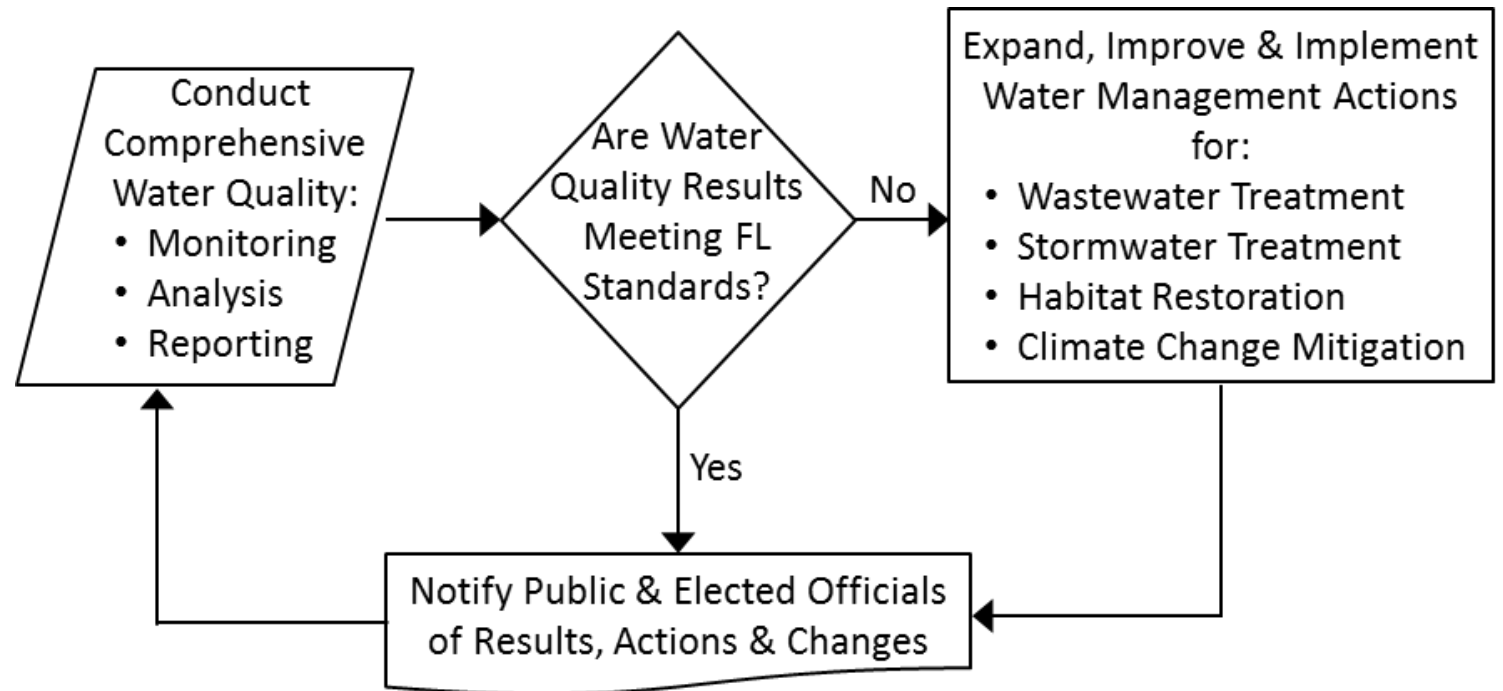 Conduct
Comprehensive
Water Quality:
• Monitoring
• Analysis
• Reporting
Are Water
Quality Results
Meeting FL
Standards?
No
Yes
Expand, Improve & Implement
Water Management Actions
for:
• Wastewater Treatment
• Stormwater Treatment
• Habitat Restoration
• Climate Change Mitigation
Notify Public & Elected Officials
of Results, Actions & Changes